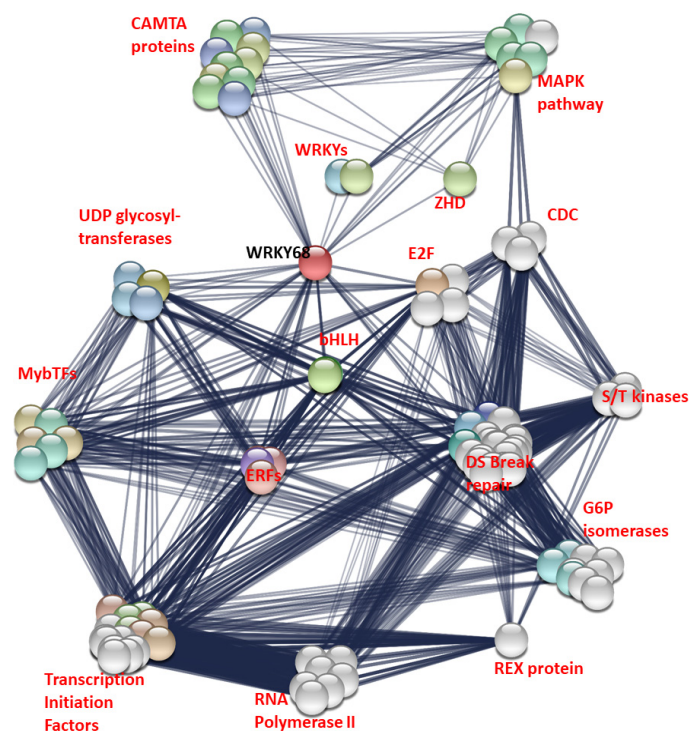 CAMTA
proteins
MAPK
pathway
WRKYs
ZHD
CDC
UDP glycosyl-
transferases
WRKY68
E2F
bHLH
MybTFs
S/T kinases
ERFs
DS Break
repair
G6P
isomerases
REX protein
Transcription
Initiation
Factors
RNA
Polymerase II